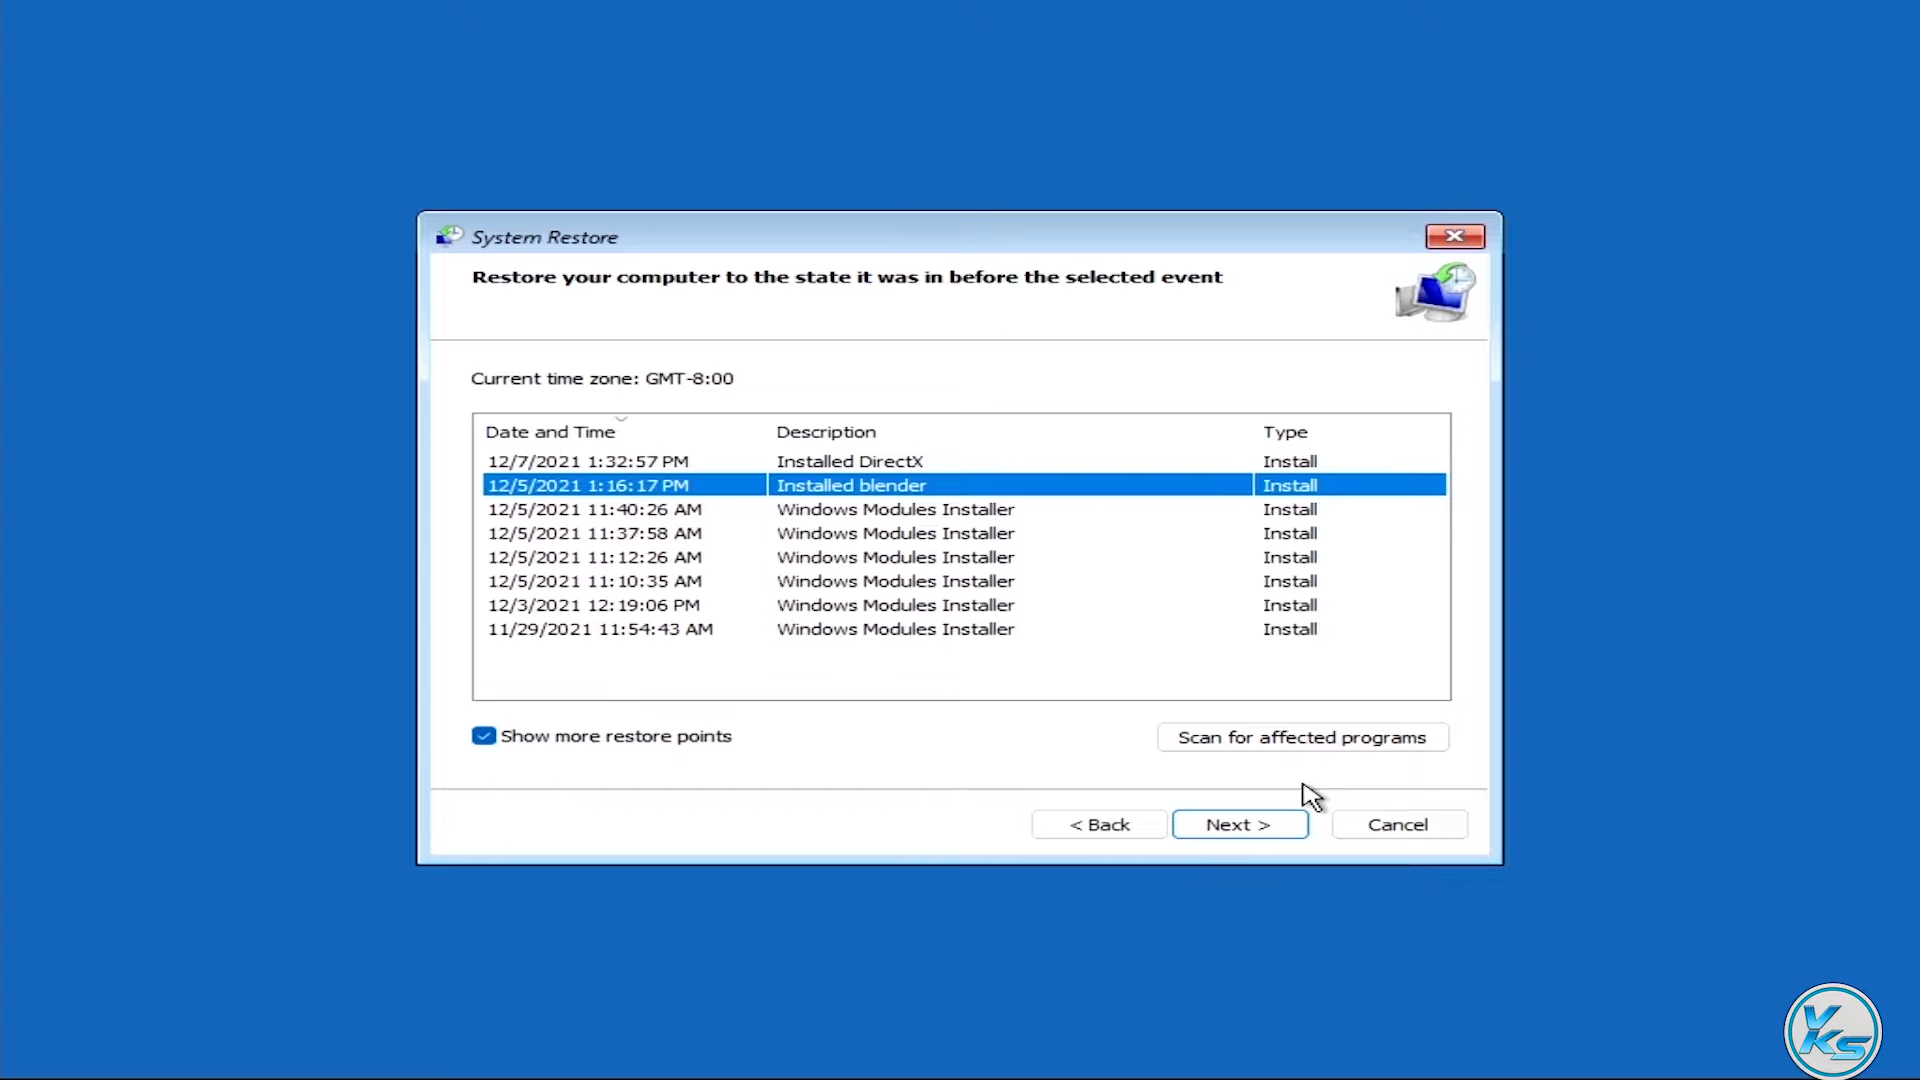 System Restore
Restore your computer to the state it was in before the selected event
Current time zone: GMT-8:00
Date and Time Description Type
12/7/2021 1:32:57 PM Installed DirectX Install
12/5/2021 1:16:17 PM Installed blender Install
12/5/2021 11:40:26 AM Windows Modules Installer Install
12/5/2021 11:37:58 AM Windows Modules Installer Install
12/5/2021 11:12:26 AM Windows Modules Installer Install
12/5/2021 11:10:35 AM Windows Modules Installer Install
12/3/2021 12:19:06 PM Windows Modules Installer Install
11/29/2021 11:54:43 AM Windows Modules Installer Install
Show more restore points Scan for affected programs
< Back Next > Cancel
VKS